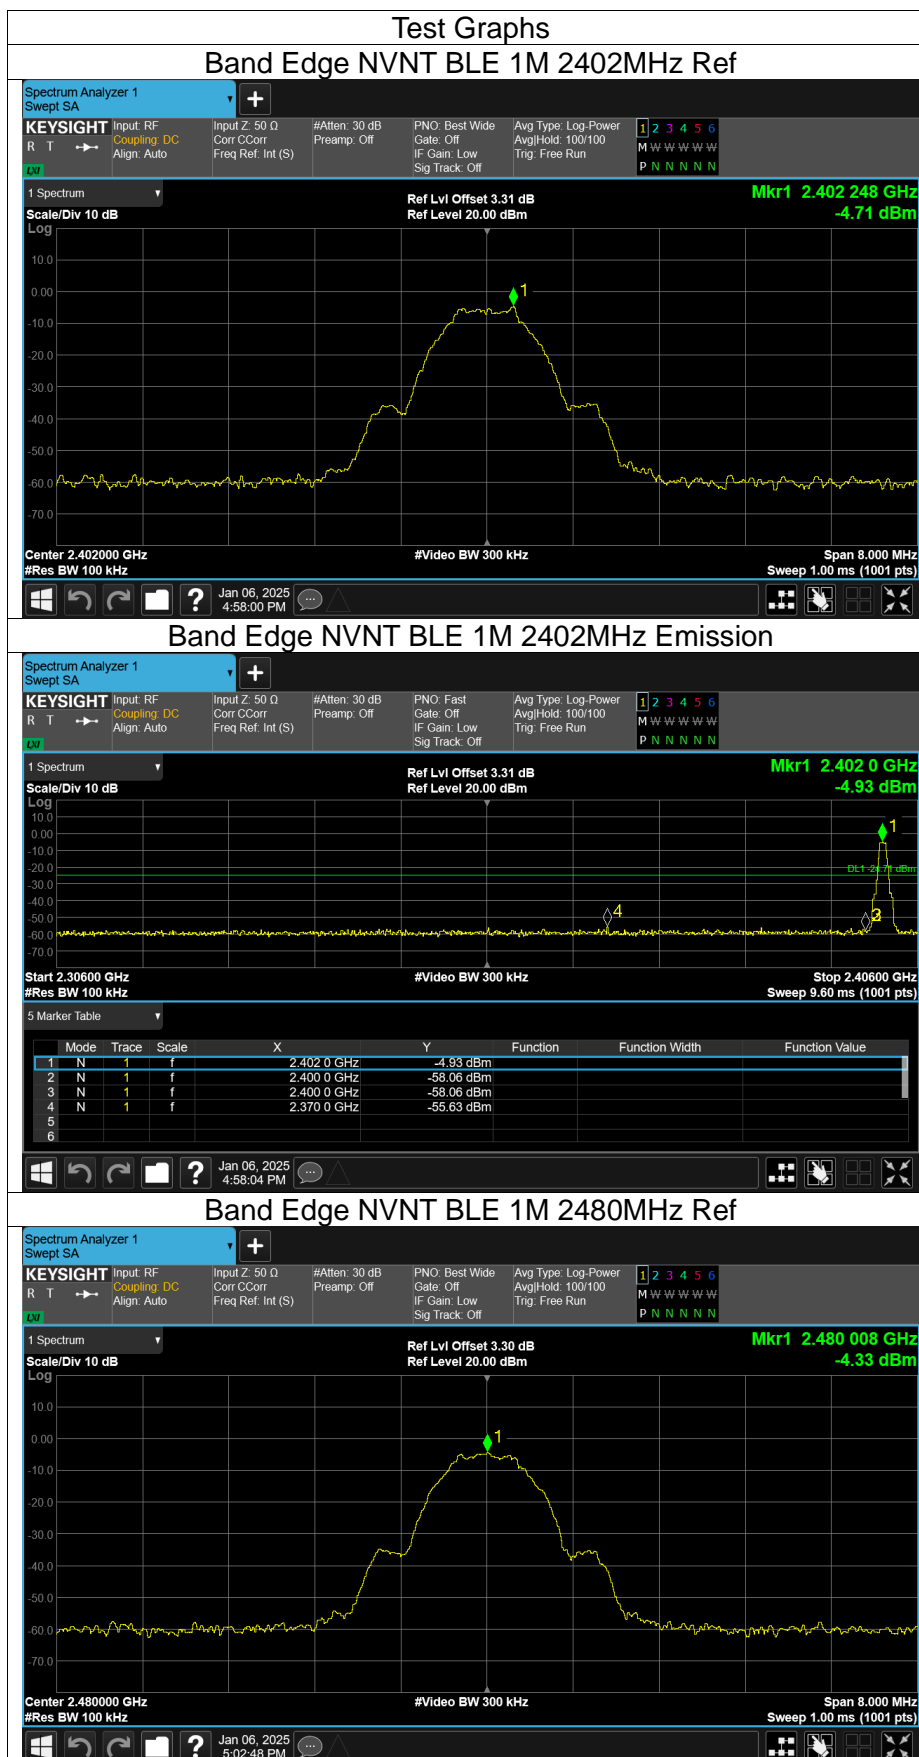 Test Graphs
Band Edge NVNT BLE 1M 2402MHz Ref
Spectrum Analyzer 1
Swept SA
KEYSIGHT
R T
LXI
Input: RF
Coupling: DC
Align: Auto
Input Z: 50 Ω
Corr CCorr
Freq Ref: Int (S)
#Atten: 30 dB
Preamp: Off
PNO: Best Wide
Gate: Off
IF Gain: Low
Sig Track: Off
Avg Type: Log-Power
Avg|Hold: 100/100
Trig: Free Run
1 2 3 4 5 6
M W W W W W
P N N N N N
1 Spectrum
Scale/Div 10 dB
Ref Lvl Offset 3.31 dB
Ref Level 20.00 dBm
Mkr1 2.402 248 GHz
-4.71 dBm
Log
10.0
0.00
-10.0
-20.0
-30.0
-40.0
-50.0
-60.0
-70.0
1
Center 2.402000 GHz
#Res BW 100 kHz
#Video BW 300 kHz
Span 8.000 MHz
Sweep 1.00 ms (1001 pts)
Jan 06, 2025
4:58:00 PM
Band Edge NVNT BLE 1M 2402MHz Emission
Spectrum Analyzer 1
Swept SA
KEYSIGHT
R T
LXI
Input: RF
Coupling: DC
Align: Auto
Input Z: 50 Ω
Corr CCorr
Freq Ref: Int (S)
#Atten: 30 dB
Preamp: Off
PNO: Fast
Gate: Off
IF Gain: Low
Sig Track: Off
Avg Type: Log-Power
Avg|Hold: 100/100
Trig: Free Run
1 2 3 4 5 6
M W W W W W
P N N N N N
1 Spectrum
Scale/Div 10 dB
Ref Lvl Offset 3.31 dB
Ref Level 20.00 dBm
Mkr1 2.402 0 GHz
-4.93 dBm
Log
10.0
0.00
-10.0
-20.0
-30.0
-40.0
-50.0
-60.0
-70.0
1
DL1 -24.71 dBm
4
Start 2.30600 GHz
#Res BW 100 kHz
#Video BW 300 kHz
Stop 2.40600 GHz
Sweep 9.60 ms (1001 pts)
5 Marker Table
Mode Trace Scale X Y Function Function Width Function Value
1 N 1 f 2.402 0 GHz -4.93 dBm
2 N 1 f 2.400 0 GHz -58.06 dBm
3 N 1 f 2.400 0 GHz -58.06 dBm
4 N 1 f 2.370 0 GHz -55.63 dBm
5
6
Jan 06, 2025
4:58:04 PM
Band Edge NVNT BLE 1M 2480MHz Ref
Spectrum Analyzer 1
Swept SA
KEYSIGHT
R T
LXI
Input: RF
Coupling: DC
Align: Auto
Input Z: 50 Ω
Corr CCorr
Freq Ref: Int (S)
#Atten: 30 dB
Preamp: Off
PNO: Best Wide
Gate: Off
IF Gain: Low
Sig Track: Off
Avg Type: Log-Power
Avg|Hold: 100/100
Trig: Free Run
1 2 3 4 5 6
M W W W W W
P N N N N N
1 Spectrum
Scale/Div 10 dB
Ref Lvl Offset 3.30 dB
Ref Level 20.00 dBm
Mkr1 2.480 008 GHz
-4.33 dBm
Log
10.0
0.00
-10.0
-20.0
-30.0
-40.0
-50.0
-60.0
-70.0
1
Center 2.480000 GHz
#Res BW 100 kHz
#Video BW 300 kHz
Span 8.000 MHz
Sweep 1.00 ms (1001 pts)
Jan 06, 2025
5:02:48 PM